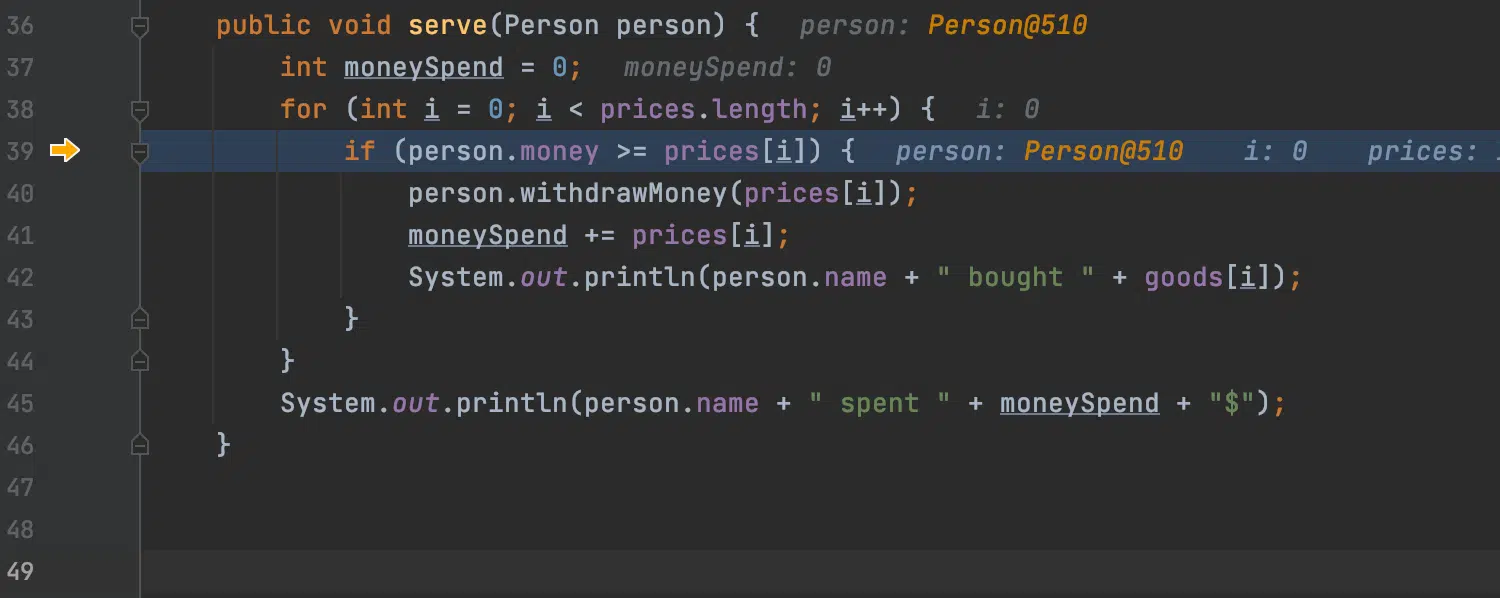 36 public void serve(Person person) { person: Person@510
37 int moneySpend = 0; moneySpend: 0
38 for (int i = 0; i < prices.length; i++) { i: 0
39 if (person.money >= prices[i]) { person: Person@510 i: 0 prices:
40 person.withdrawMoney(prices[i]);
41 moneySpend += prices[i];
42 System.out.println(person.name + " bought " + goods[i]);
43 }
44 }
45 System.out.println(person.name + " spent " + moneySpend + "$");
46 }
47
48
49